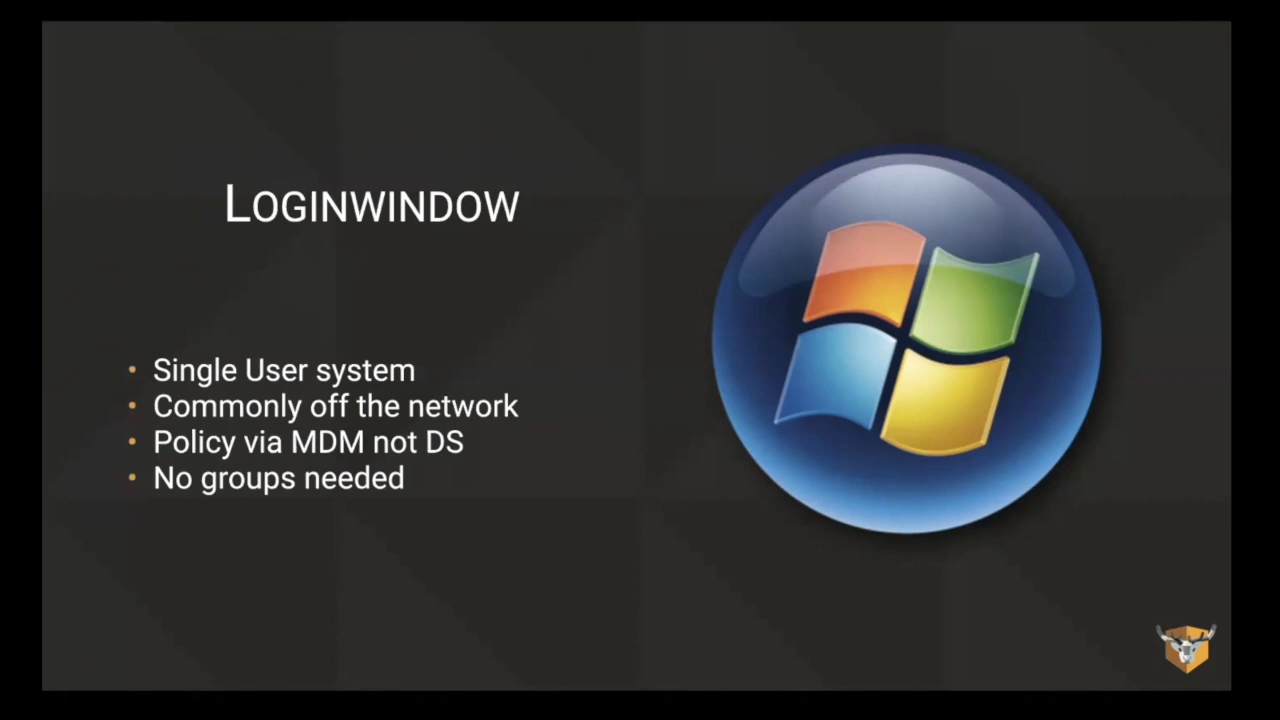 LOGINWINDOW
• Single User system
• Commonly off the network
• Policy via MDM not DS
• No groups needed